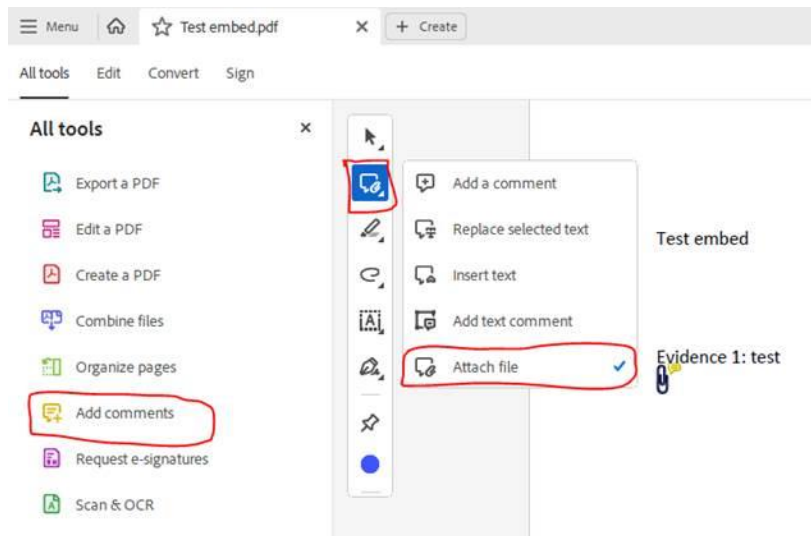 Menu
Test embed.pdf
Create
All tools
Edit
Convert
Sign
All tools
Export a PDF
Edit a PDF
Create a PDF
Combine files
Organize pages
Add comments
Request e-signatures
Scan & OCR
Add a comment
Replace selected text
Insert text
Add text comment
Attach file
Test embed
Evidence 1: test